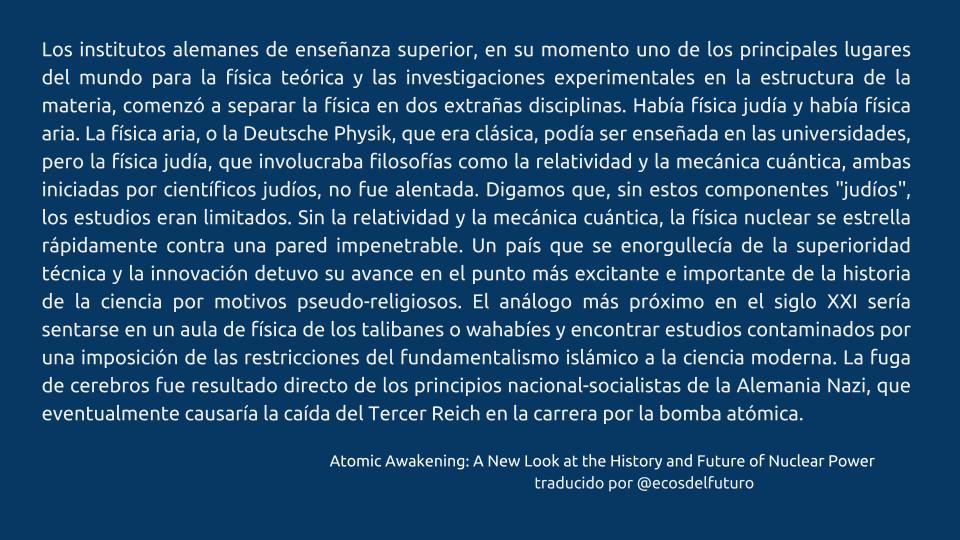 Los institutos alemanes de enseñanza superior, en su momento uno de los principales lugares
del mundo para la física teórica y las investigaciones experimentales en la estructura de la
materia, comenzó a separar la física en dos extrañas disciplinas. Había física judía y había física
aria. La física aria, o la Deutsche Physik, que era clásica, podía ser enseñada en las universidades,
pero la física judía, que involucraba filosofías como la relatividad y la mecánica cuántica, ambas
iniciadas por científicos judíos, no fue alentada. Digamos que, sin estos componentes "judíos",
los estudios eran limitados. Sin la relatividad y la mecánica cuántica, la física nuclear se estrella
rápidamente contra una pared impenetrable. Un país que se enorgullecía de la superioridad
técnica y la innovación detuvo su avance en el punto más excitante e importante de la historia
de la ciencia por motivos pseudo-religiosos. El análogo más próximo en el siglo XXI sería
sentarse en un aula de física de los talibanes o wahabíes y encontrar estudios contaminados por
una imposición de las restricciones del fundamentalismo islámico a la ciencia moderna. La fuga
de cerebros fue resultado directo de los principios nacional-socialistas de la Alemania Nazi, que
eventualmente causaría la caída del Tercer Reich en la carrera por la bomba atómica.
Atomic Awakening: A New Look at the History and Future of Nuclear Power
traducido por @ecosdelfuturo